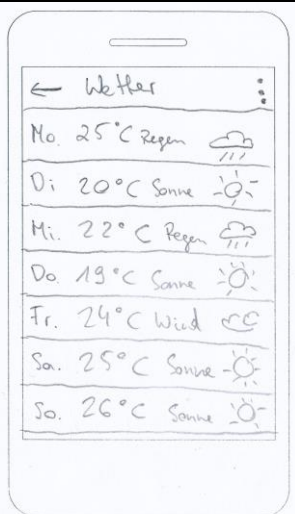 ← Wetter
Mo. 25°C Regen
Di 20°C Sonne
Mi. 22°C Regen
Do. 19°C Sonne
Fr. 24°C Wind
Sa. 25°C Sonne
So. 26°C Sonne